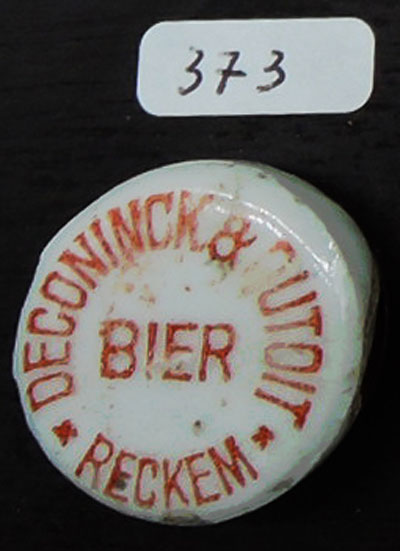 373
DECONINCK & DUTOIT
BIER
* RECKEM *